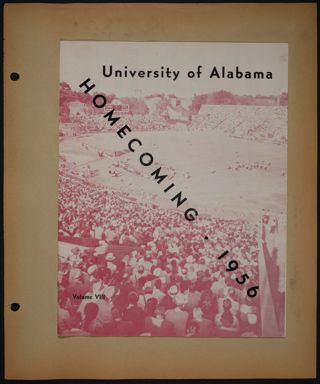 University of Alabama
HOMECOMING · 1956
Volume VIII